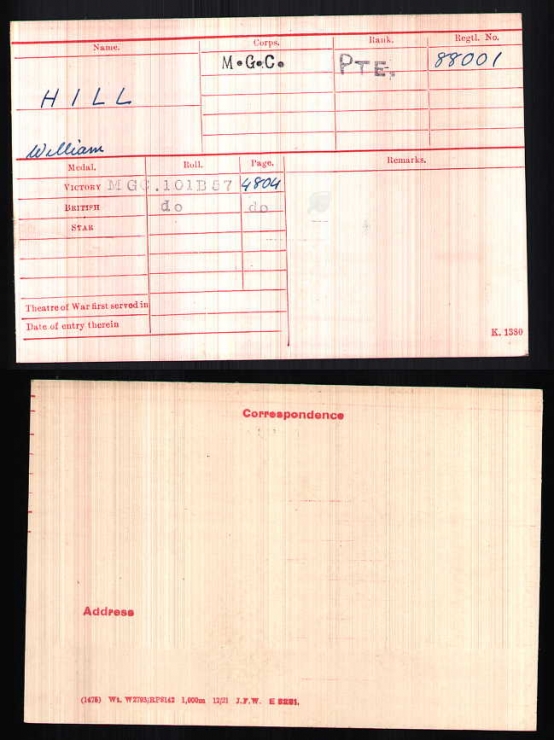 Name. Corps. Rank. Regtl. No.
M.G.C. PTE. 88001
HILL
William
Medal. Roll. Page. Remarks.
VICTORY MGC.101B87 4804
BRITISH do do
STAR
Theatre of War first served in
Date of entry therein
K. 1380
Correspondence
Address
J.F.W.